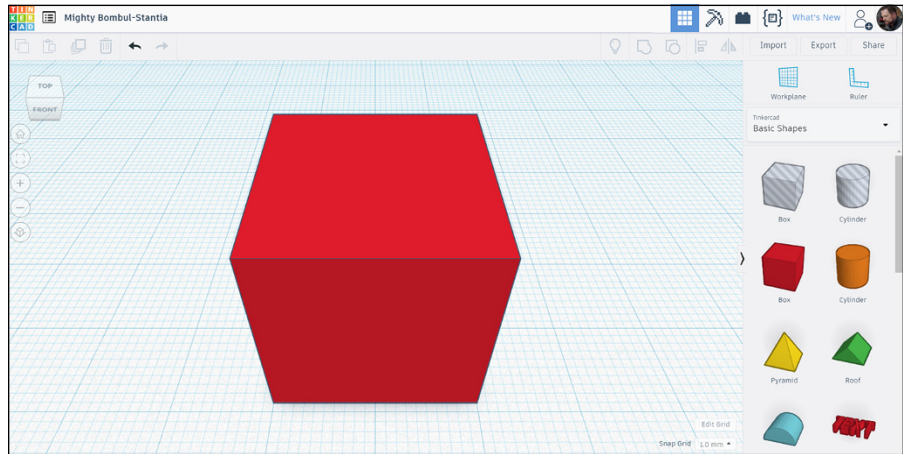 TIN
KER
CAD
Mighty Bombul-Stantia
What's New
Import
Export
Share
TOP
FRONT
Workplane
Ruler
Tinkercad
Basic Shapes
Box
Cylinder
Box
Cylinder
Pyramid
Roof
TEXT
Edit Grid
Snap Grid 1.0 mm